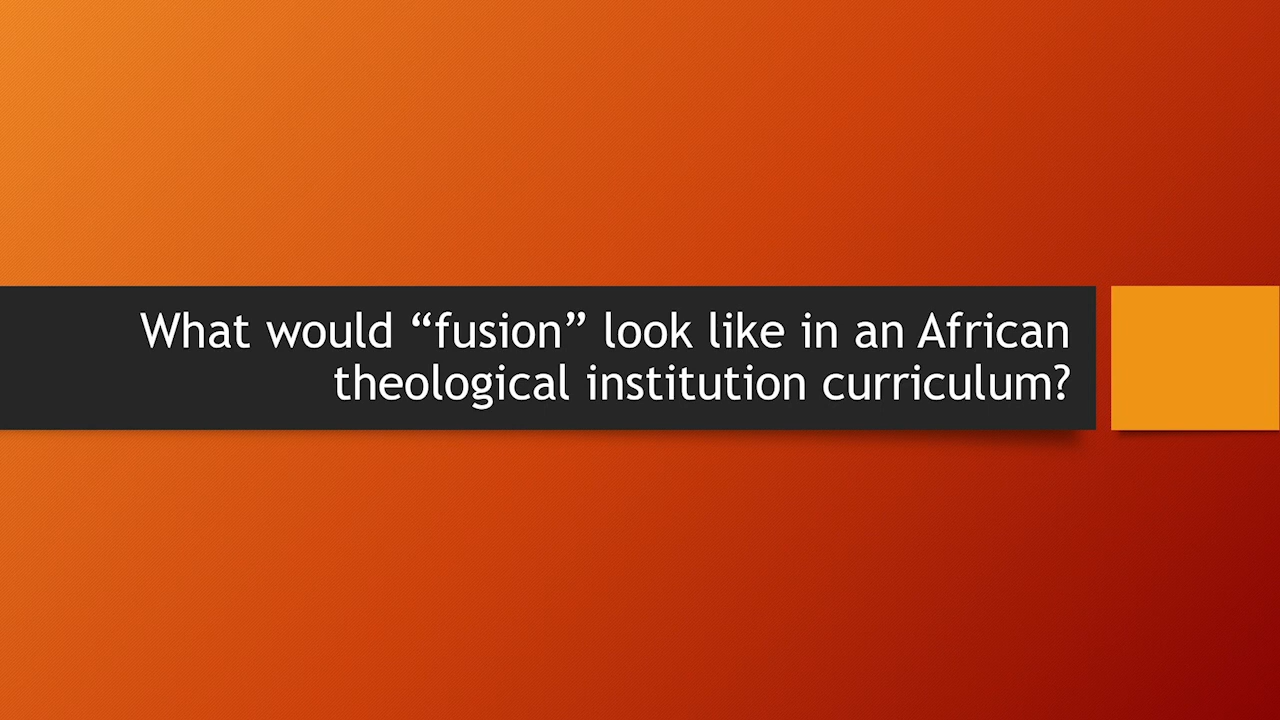 What would “fusion” look like in an African
theological institution curriculum?